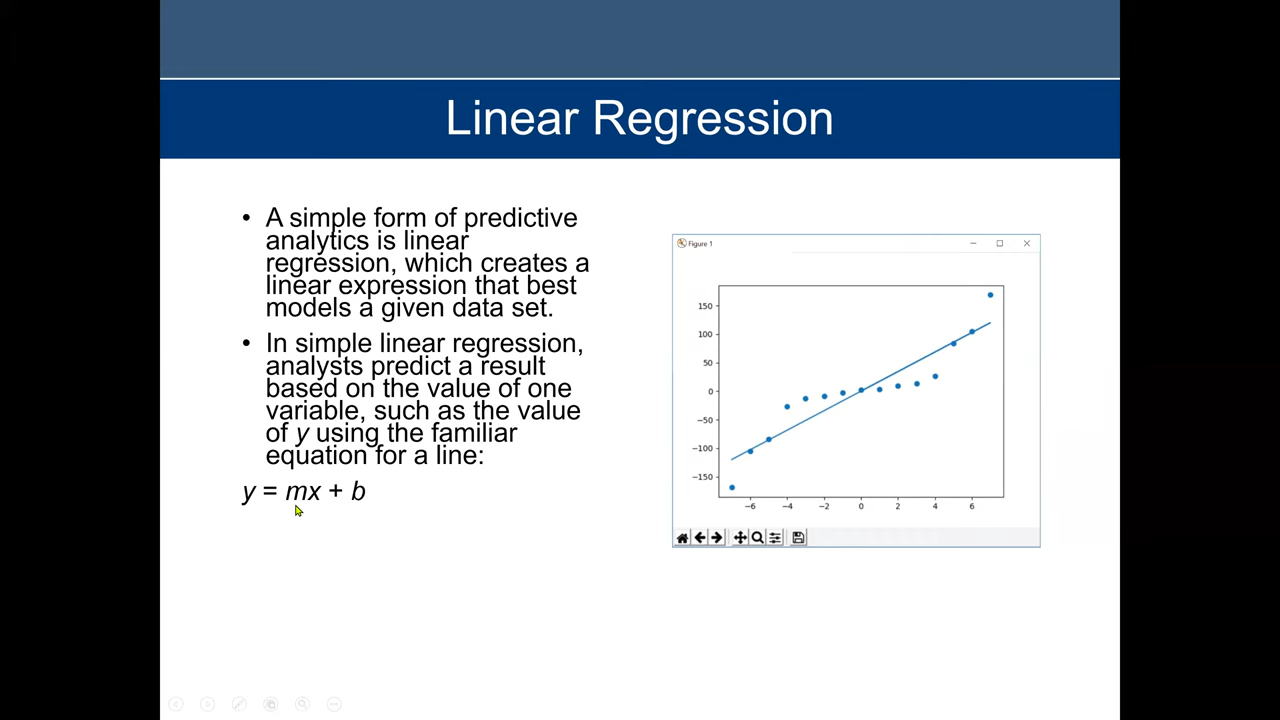 Linear Regression
• A simple form of predictive
analytics is linear
regression, which creates a
linear expression that best
models a given data set.
• In simple linear regression,
analysts predict a result
based on the value of one
variable, such as the value
of y using the familiar
equation for a line:
y = mx + b
Figure 1
150
100
50
0
−50
−100
−150
−6 −4 −2 0 2 4 6